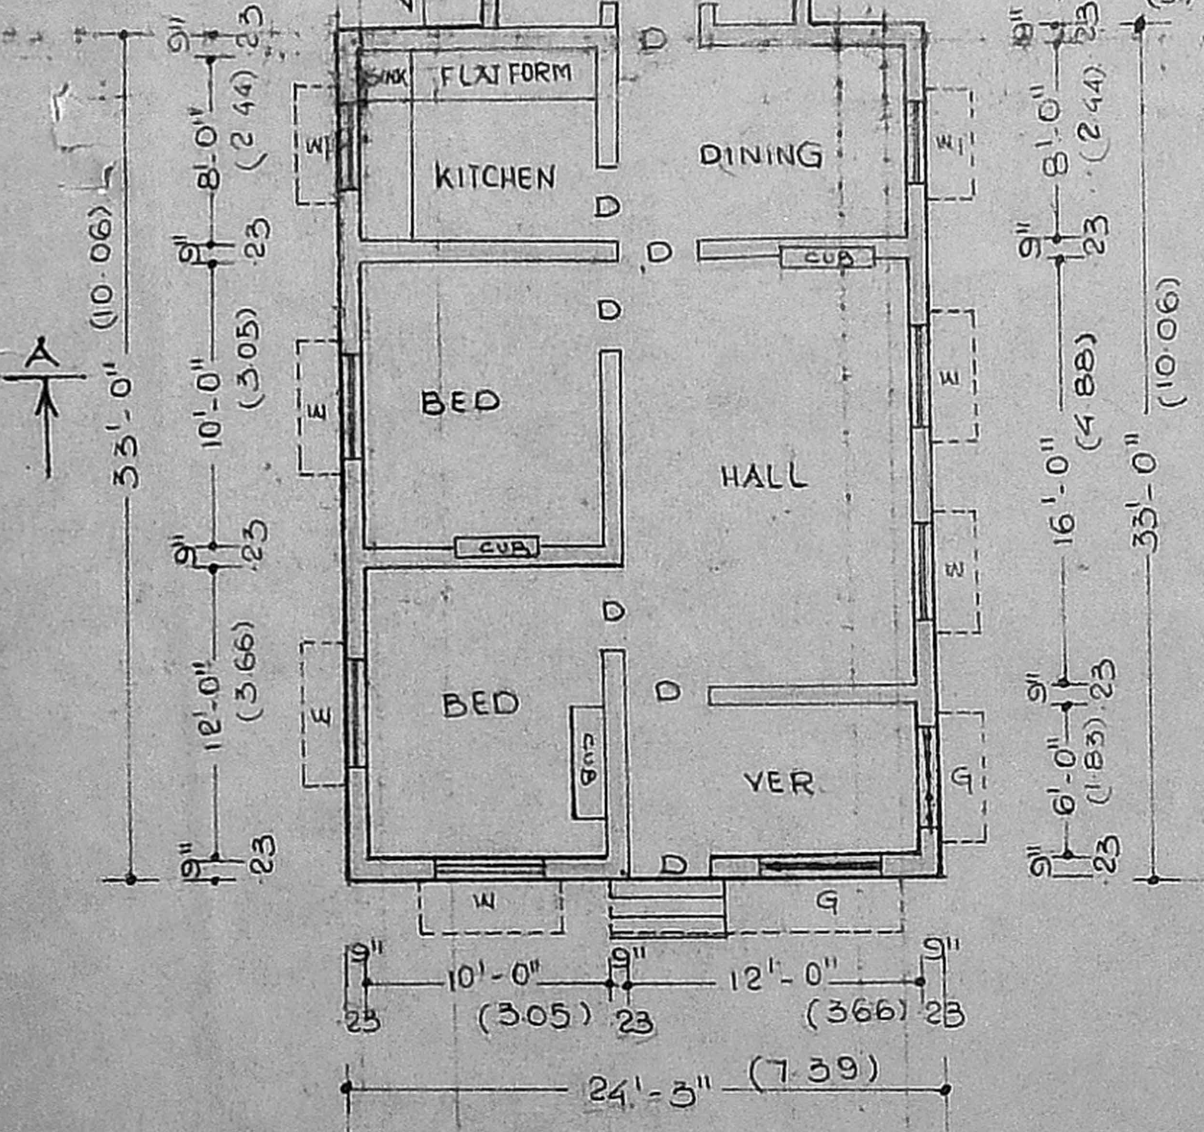 9"
.23
D
9"
.23
SINK
FLATFORM
8'-0"
(2.44)
W1
KITCHEN
DINING
W1
8'-0"
(2.44)
D
9"
.23
D
CUB
9"
.23
(10.06)
33'-0"
A
10'-0"
(3.05)
D
W
BED
HALL
W
(4.88)
16'-0"
33'-0"
(10.06)
9"
.23
CUB
W
D
12'-0"
(3.66)
W
BED
CUB
D
9"
.23
VER.
G
6'-0"
(1.83)
9"
.23
D
9"
.23
W
G
9"
10'-0"
9"
12'-0"
9"
.23
(3.05)
.23
(3.66)
.23
24'-3"
(7.39)